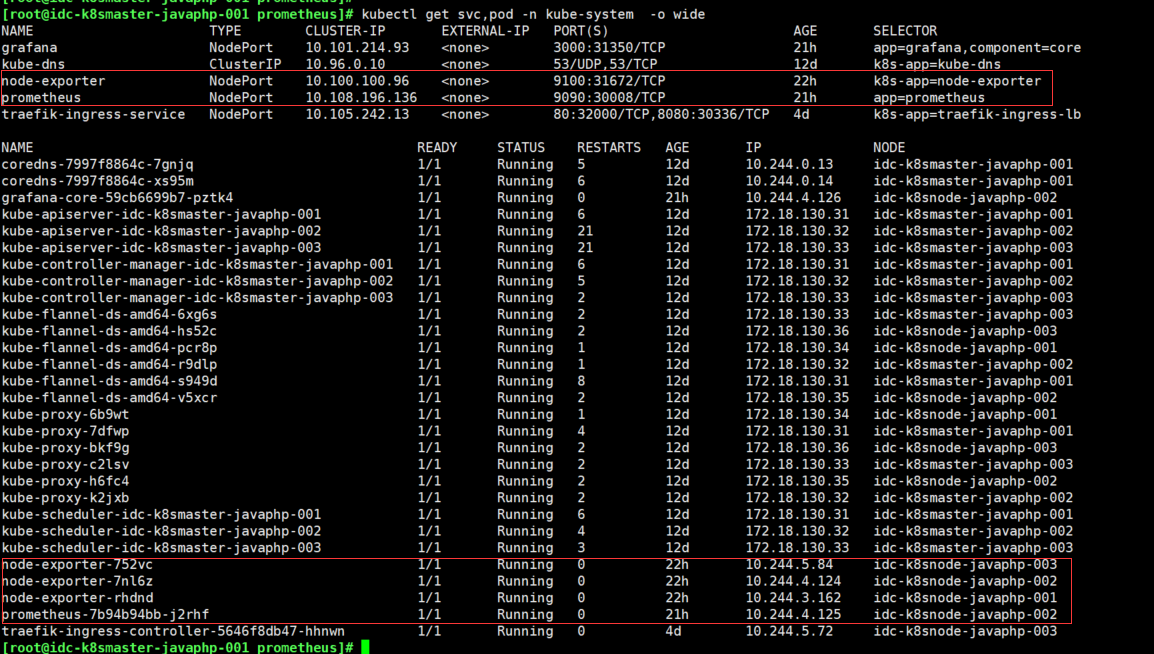 [root@idc-k8smaster-javaphp-001 prometheus]# kubectl get svc,pod -n kube-system  -o wide
NAME TYPE CLUSTER-IP EXTERNAL-IP PORT(S) AGE SELECTOR
grafana NodePort 10.101.214.93 <none> 3000:31350/TCP 21h app=grafana,component=core
kube-dns ClusterIP 10.96.0.10 <none> 53/UDP,53/TCP 12d k8s-app=kube-dns
node-exporter NodePort 10.100.100.96 <none> 9100:31672/TCP 22h k8s-app=node-exporter
prometheus NodePort 10.108.196.136 <none> 9090:30008/TCP 21h app=prometheus
traefik-ingress-service NodePort 10.105.242.13 <none> 80:32000/TCP,8080:30336/TCP 4d k8s-app=traefik-ingress-lb
NAME READY STATUS RESTARTS AGE IP NODE
coredns-7997f8864c-7gnjq 1/1 Running 5 12d 10.244.0.13 idc-k8smaster-javaphp-001
coredns-7997f8864c-xs95m 1/1 Running 6 12d 10.244.0.14 idc-k8smaster-javaphp-001
grafana-core-59cb6699b7-pztk4 1/1 Running 0 21h 10.244.4.126 idc-k8snode-javaphp-002
kube-apiserver-idc-k8smaster-javaphp-001 1/1 Running 6 12d 172.18.130.31 idc-k8smaster-javaphp-001
kube-apiserver-idc-k8smaster-javaphp-002 1/1 Running 21 12d 172.18.130.32 idc-k8smaster-javaphp-002
kube-apiserver-idc-k8smaster-javaphp-003 1/1 Running 21 12d 172.18.130.33 idc-k8smaster-javaphp-003
kube-controller-manager-idc-k8smaster-javaphp-001 1/1 Running 6 12d 172.18.130.31 idc-k8smaster-javaphp-001
kube-controller-manager-idc-k8smaster-javaphp-002 1/1 Running 5 12d 172.18.130.32 idc-k8smaster-javaphp-002
kube-controller-manager-idc-k8smaster-javaphp-003 1/1 Running 2 12d 172.18.130.33 idc-k8smaster-javaphp-003
kube-flannel-ds-amd64-6xg6s 1/1 Running 2 12d 172.18.130.33 idc-k8smaster-javaphp-003
kube-flannel-ds-amd64-hs52c 1/1 Running 2 12d 172.18.130.36 idc-k8snode-javaphp-003
kube-flannel-ds-amd64-pcr8p 1/1 Running 1 12d 172.18.130.34 idc-k8snode-javaphp-001
kube-flannel-ds-amd64-r9dlp 1/1 Running 1 12d 172.18.130.32 idc-k8smaster-javaphp-002
kube-flannel-ds-amd64-s949d 1/1 Running 8 12d 172.18.130.31 idc-k8smaster-javaphp-001
kube-flannel-ds-amd64-v5xcr 1/1 Running 2 12d 172.18.130.35 idc-k8snode-javaphp-002
kube-proxy-6b9wt 1/1 Running 1 12d 172.18.130.34 idc-k8snode-javaphp-001
kube-proxy-7dfwp 1/1 Running 4 12d 172.18.130.31 idc-k8smaster-javaphp-001
kube-proxy-bkf9g 1/1 Running 2 12d 172.18.130.36 idc-k8snode-javaphp-003
kube-proxy-c2lsv 1/1 Running 2 12d 172.18.130.33 idc-k8smaster-javaphp-003
kube-proxy-h6fc4 1/1 Running 2 12d 172.18.130.35 idc-k8snode-javaphp-002
kube-proxy-k2jxb 1/1 Running 2 12d 172.18.130.32 idc-k8smaster-javaphp-002
kube-scheduler-idc-k8smaster-javaphp-001 1/1 Running 6 12d 172.18.130.31 idc-k8smaster-javaphp-001
kube-scheduler-idc-k8smaster-javaphp-002 1/1 Running 4 12d 172.18.130.32 idc-k8smaster-javaphp-002
kube-scheduler-idc-k8smaster-javaphp-003 1/1 Running 3 12d 172.18.130.33 idc-k8smaster-javaphp-003
node-exporter-752vc 1/1 Running 0 22h 10.244.5.84 idc-k8snode-javaphp-003
node-exporter-7nl6z 1/1 Running 0 22h 10.244.4.124 idc-k8snode-javaphp-002
node-exporter-rhdnd 1/1 Running 0 22h 10.244.3.162 idc-k8snode-javaphp-001
prometheus-7b94b94bb-j2rhf 1/1 Running 0 21h 10.244.4.125 idc-k8snode-javaphp-002
traefik-ingress-controller-5646f8db47-hhnwn 1/1 Running 0 4d 10.244.5.72 idc-k8snode-javaphp-003
[root@idc-k8smaster-javaphp-001 prometheus]#